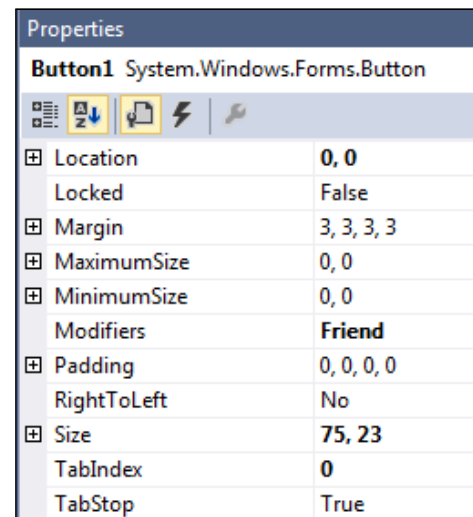 Properties
Button1 System.Windows.Forms.Button
A
Z
Location 0, 0
Locked False
Margin 3, 3, 3, 3
MaximumSize 0, 0
MinimumSize 0, 0
Modifiers Friend
Padding 0, 0, 0, 0
RightToLeft No
Size 75, 23
TabIndex 0
TabStop True